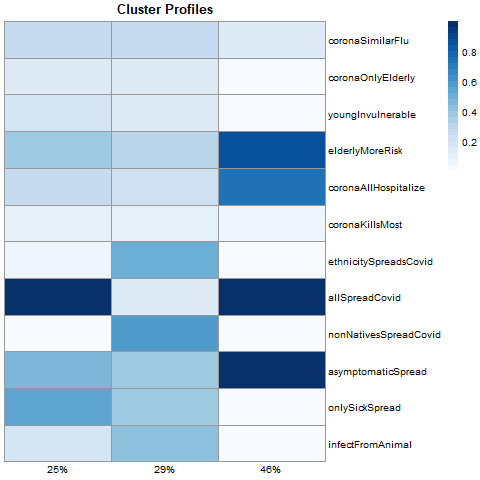 Cluster Profiles
coronaSimilarFlu
coronaOnlyElderly
youngInvulnerable
elderlyMoreRisk
coronaAllHospitalize
coronaKillsMost
ethnicitySpreadsCovid
allSpreadCovid
nonNativesSpreadCovid
asymptomaticSpread
onlySickSpread
infectFromAnimal
25% 29% 46%
0.8
0.6
0.4
0.2